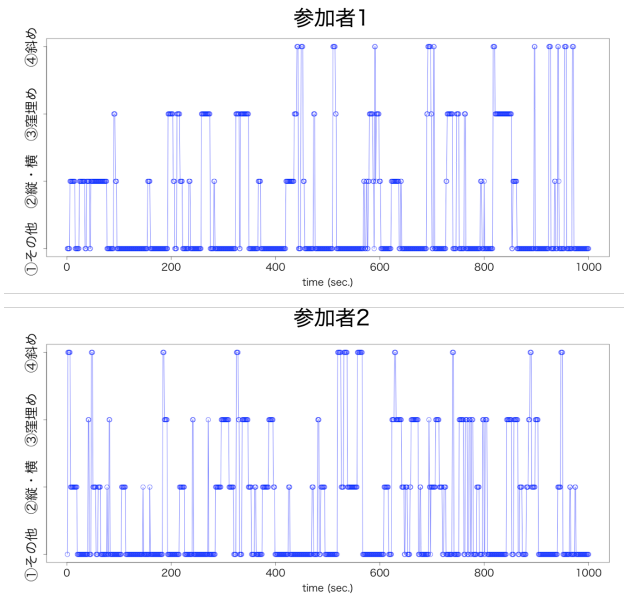 参加者1
④斜め
③窪埋め
②縦・横
①その他
0 200 400 600 800 1000
time (sec.)
参加者2
④斜め
③窪埋め
②縦・横
①その他
0 200 400 600 800 1000
time (sec.)